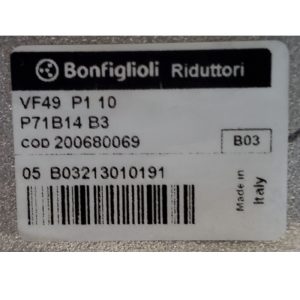 Bonfiglioli Riduttori
VF49 P1 10
P71B14 B3
COD 200680069
B03
05 B03213010191
Made in
Italy